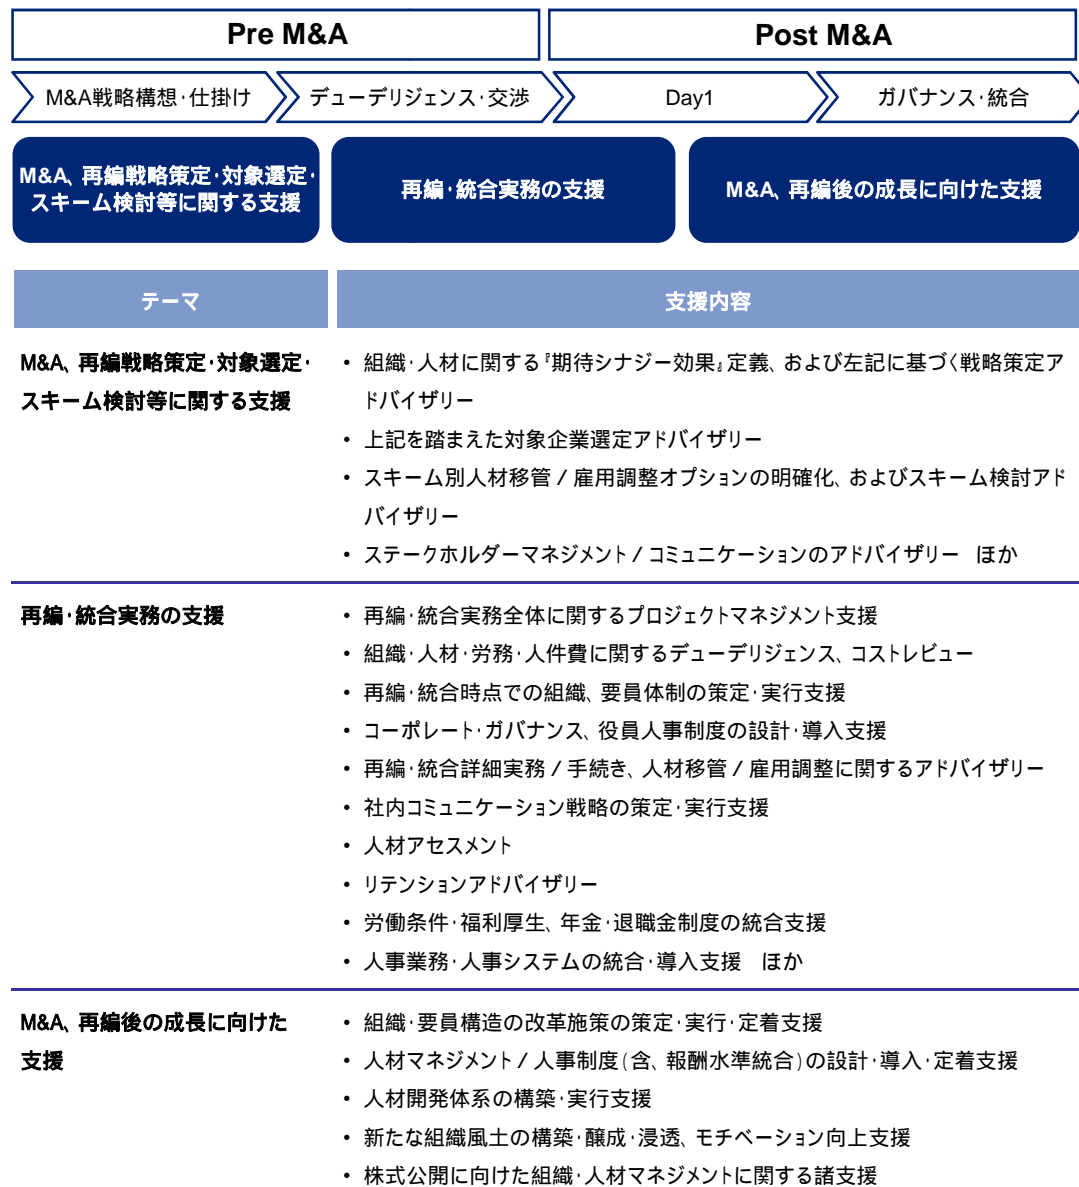 Pre M&A
Post M&A
M&A戦略構想･仕掛け
デューデリジェンス･交渉
Day1
ガバナンス･統合
M&A、再編戦略策定･対象選定･
スキーム検討等に関する支援
再編･統合実務の支援
M&A、再編後の成長に向けた支援
テーマ
支援内容
M&A、再編戦略策定･対象選定･
スキーム検討等に関する支援
• 組織･人材に関する『期待シナジー効果』定義、および左記に基づく戦略策定ア
ドバイザリー
• 上記を踏まえた対象企業選定アドバイザリー
• スキーム別人材移管 / 雇用調整オプションの明確化、およびスキーム検討アド
バイザリー
• ステークホルダーマネジメント / コミュニケーションのアドバイザリー　ほか
再編･統合実務の支援
• 再編･統合実務全体に関するプロジェクトマネジメント支援
• 組織･人材･労務･人件費に関するデューデリジェンス、コストレビュー
• 再編･統合時点での組織、要員体制の策定･実行支援
• コーポレート･ガバナンス、役員人事制度の設計･導入支援
• 再編･統合詳細実務 / 手続き、人材移管 / 雇用調整に関するアドバイザリー
• 社内コミュニケーション戦略の策定･実行支援
• 人材アセスメント
• リテンションアドバイザリー
• 労働条件･福利厚生、年金･退職金制度の統合支援
• 人事業務･人事システムの統合･導入支援　ほか
M&A、再編後の成長に向けた
支援
• 組織･要員構造の改革施策の策定･実行･定着支援
• 人材マネジメント / 人事制度(含、報酬水準統合)の設計･導入･定着支援
• 人材開発体系の構築･実行支援
• 新たな組織風土の構築･醸成･浸透、モチベーション向上支援
• 株式公開に向けた組織･人材マネジメントに関する諸支援